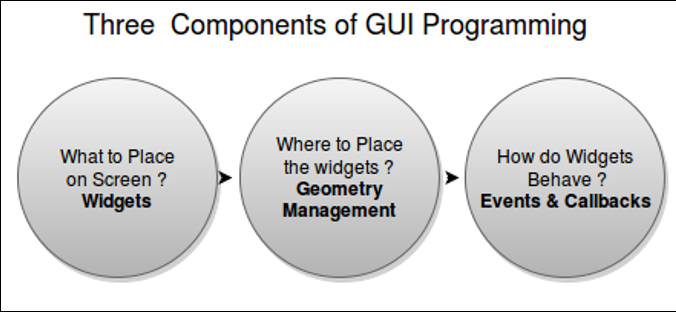 Three  Components of GUI Programming
What to Place
on Screen ?
Widgets
Where to Place
the widgets ?
Geometry
Management
How do Widgets
Behave ?
Events & Callbacks